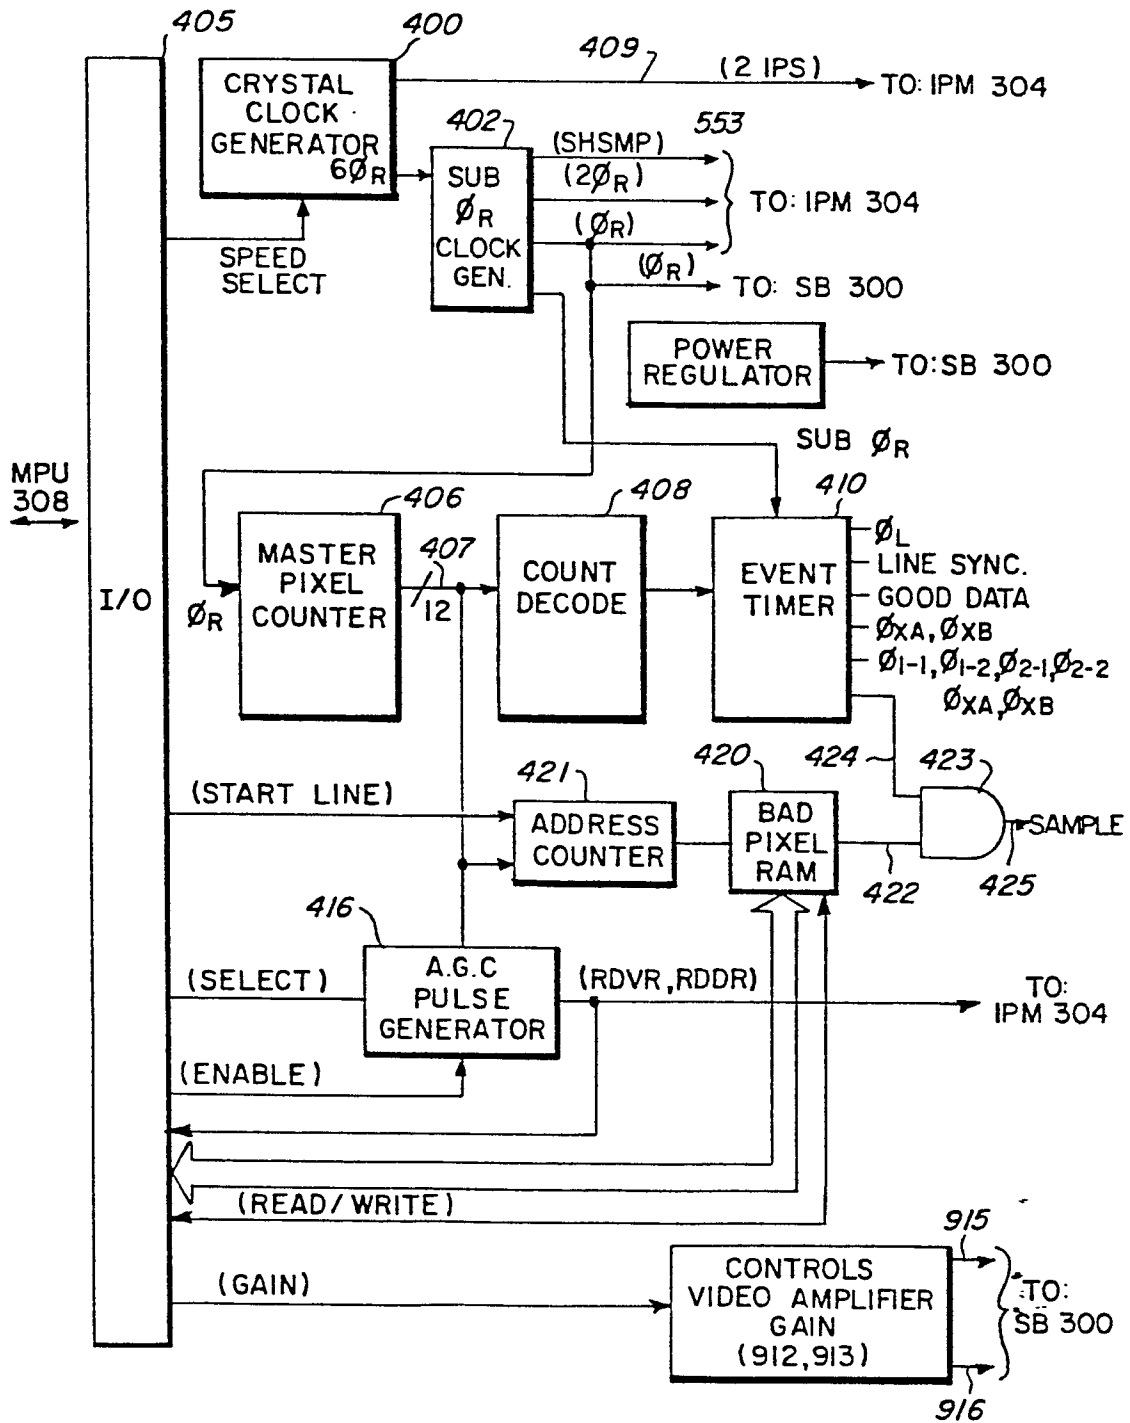 405
400
409
(2 IPS)
TO: IPM 304
CRYSTAL
CLOCK
GENERATOR
6ØR
402
553
(SHSMP)
(2ØR)
(ØR)
(ØR)
TO: IPM 304
TO: SB 300
SUB
ØR
CLOCK
GEN.
SPEED
SELECT
POWER
REGULATOR
TO: SB 300
SUB ØR
MPU
308
I/O
406
407
12
408
410
MASTER
PIXEL
COUNTER
ØR
COUNT
DECODE
EVENT
TIMER
ØL
LINE SYNC.
GOOD DATA
ØXA, ØXB
Ø1-1, Ø1-2, Ø2-1, Ø2-2
ØXA, ØXB
424
423
(START LINE)
421
420
ADDRESS
COUNTER
BAD
PIXEL
RAM
SAMPLE
422
425
416
(SELECT)
A.G.C
PULSE
GENERATOR
(RDVR, RDDR)
TO:
IPM 304
(ENABLE)
(READ/WRITE)
(GAIN)
CONTROLS
VIDEO AMPLIFIER
GAIN
(912, 913)
915
TO:
SB 300
916